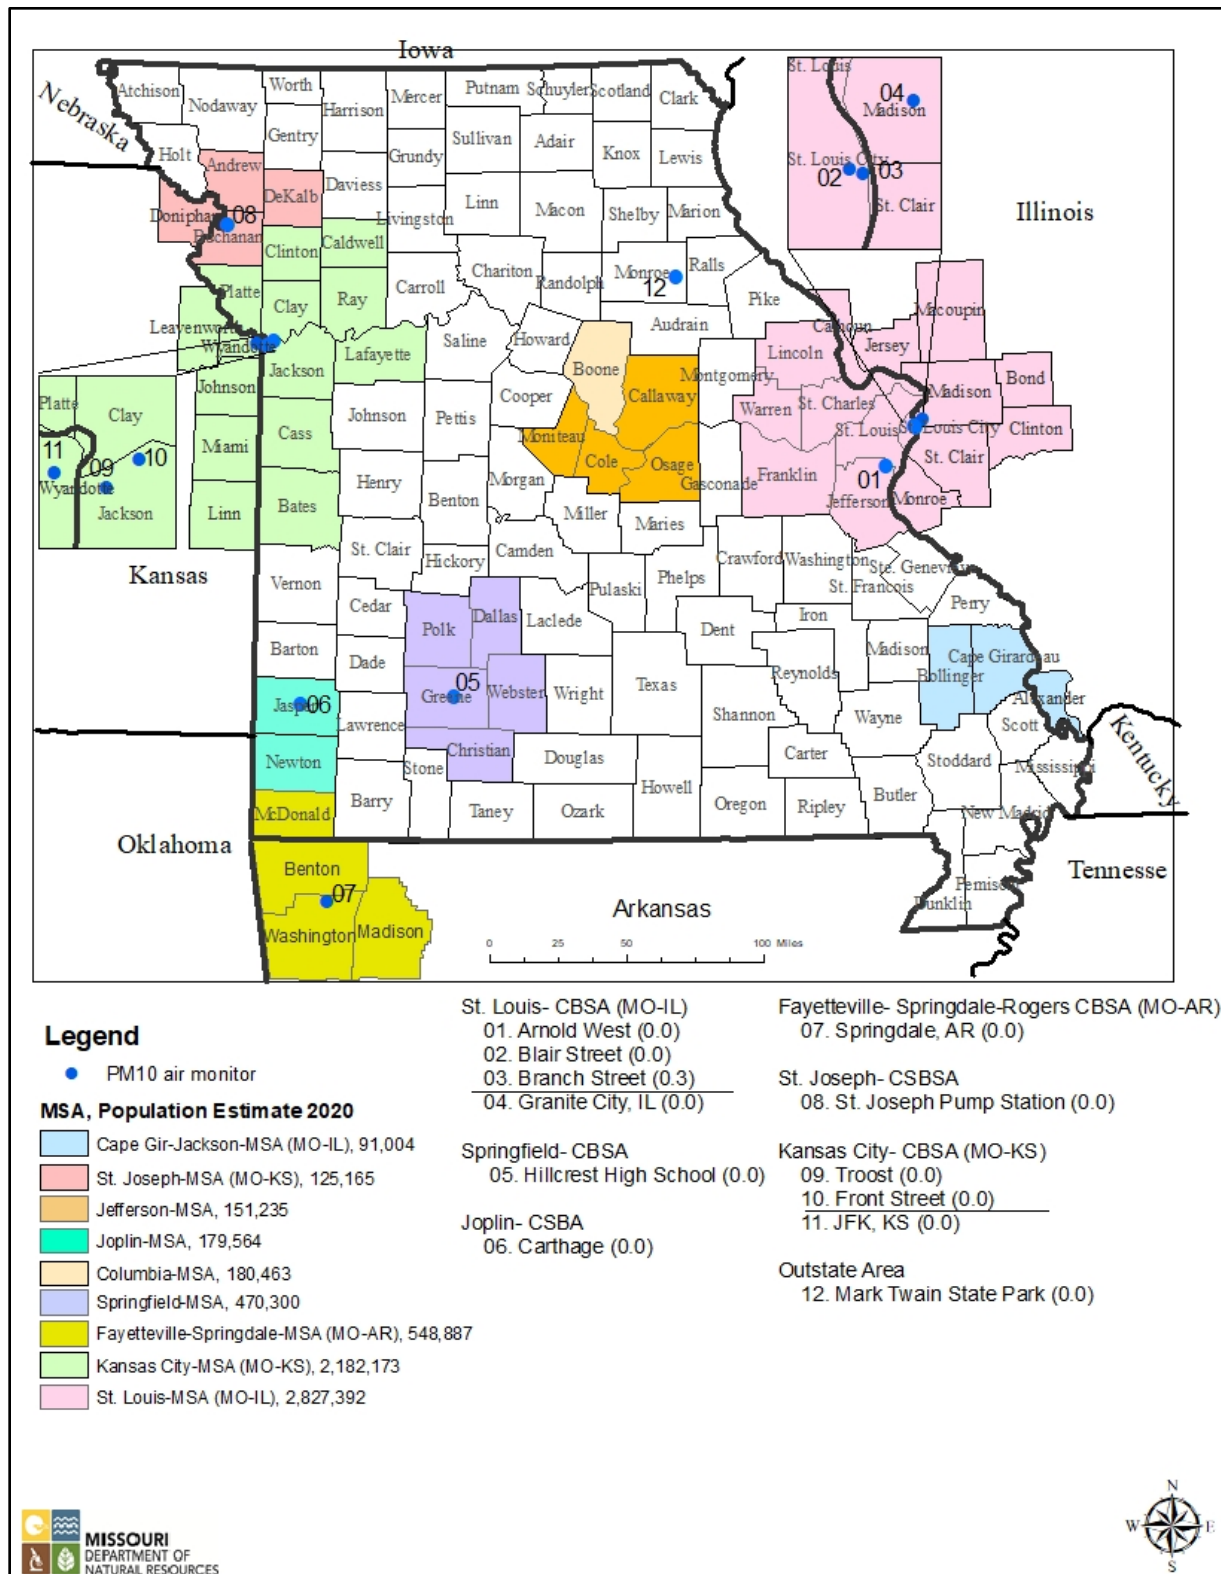 Iowa
Nebraska
Illinois
Kansas
Oklahoma
Arkansas
Kentucky
Tennesse
Atchison
Nodaway
Worth
Harrison
Mercer
Putnam
Schuyler
Scotland
Clark
Gentry
Sullivan
Adair
Knox
Lewis
Holt
Andrew
DeKalb
Daviess
Grundy
Linn
Macon
Shelby
Marion
Doniphan
08
Buchanan
Clinton
Caldwell
Livingston
Chariton
Randolph
Monroe
12
Ralls
Pike
Platte
Clay
Ray
Carroll
Audrain
Leavenworth
Wyandotte
Jackson
Lafayette
Saline
Howard
Boone
Callaway
Montgomery
Lincoln
Calhoun
Jersey
Macoupin
Madison
Bond
Clinton
St. Clair
Monroe
Johnson
Miami
Linn
Cass
Bates
Johnson
Pettis
Cooper
Moniteau
Cole
Osage
Gasconade
Warren
St. Charles
St. Louis
St. Louis City
Franklin
01
Jefferson
Henry
Benton
Morgan
Miller
Maries
Camden
St. Clair
Hickory
Pulaski
Phelps
Crawford
Washington
Ste. Genevieve
St. Francois
Perry
Vernon
Cedar
Polk
Dallas
Laclede
Dent
Iron
Madison
Bollinger
Cape Girardeau
Alexander
Barton
Dade
Greene
05
Webster
Wright
Texas
Reynolds
Wayne
Scott
Jasper
06
Lawrence
Christian
Shannon
Carter
Stoddard
Mississippi
Newton
Stone
Douglas
Howell
Butler
New Madrid
McDonald
Barry
Taney
Ozark
Oregon
Ripley
Pemiscot
Dunklin
Benton
07
Washington
Madison
St. Louis
04
Madison
St. Louis City
02
03
St. Clair
Platte
Clay
11
09
10
Wyandotte
Jackson
0 25 50 100 Miles
Legend
PM10 air monitor
MSA, Population Estimate 2020
Cape Gir-Jackson-MSA (MO-IL), 91,004
St. Joseph-MSA (MO-KS), 125,165
Jefferson-MSA, 151,235
Joplin-MSA, 179,564
Columbia-MSA, 180,463
Springfield-MSA, 470,300
Fayetteville-Springdale-MSA (MO-AR), 548,887
Kansas City-MSA (MO-KS), 2,182,173
St. Louis-MSA (MO-IL), 2,827,392
St. Louis- CBSA (MO-IL)
01. Arnold West (0.0)
02. Blair Street (0.0)
03. Branch Street (0.3)
04. Granite City, IL (0.0)
Springfield- CBSA
05. Hillcrest High School (0.0)
Joplin- CSBA
06. Carthage (0.0)
Fayetteville- Springdale-Rogers CBSA (MO-AR)
07. Springdale, AR (0.0)
St. Joseph- CSBSA
08. St. Joseph Pump Station (0.0)
Kansas City- CBSA (MO-KS)
09. Troost (0.0)
10. Front Street (0.0)
11. JFK, KS (0.0)
Outstate Area
12. Mark Twain State Park (0.0)
MISSOURI
DEPARTMENT OF
NATURAL RESOURCES
N
W E
S